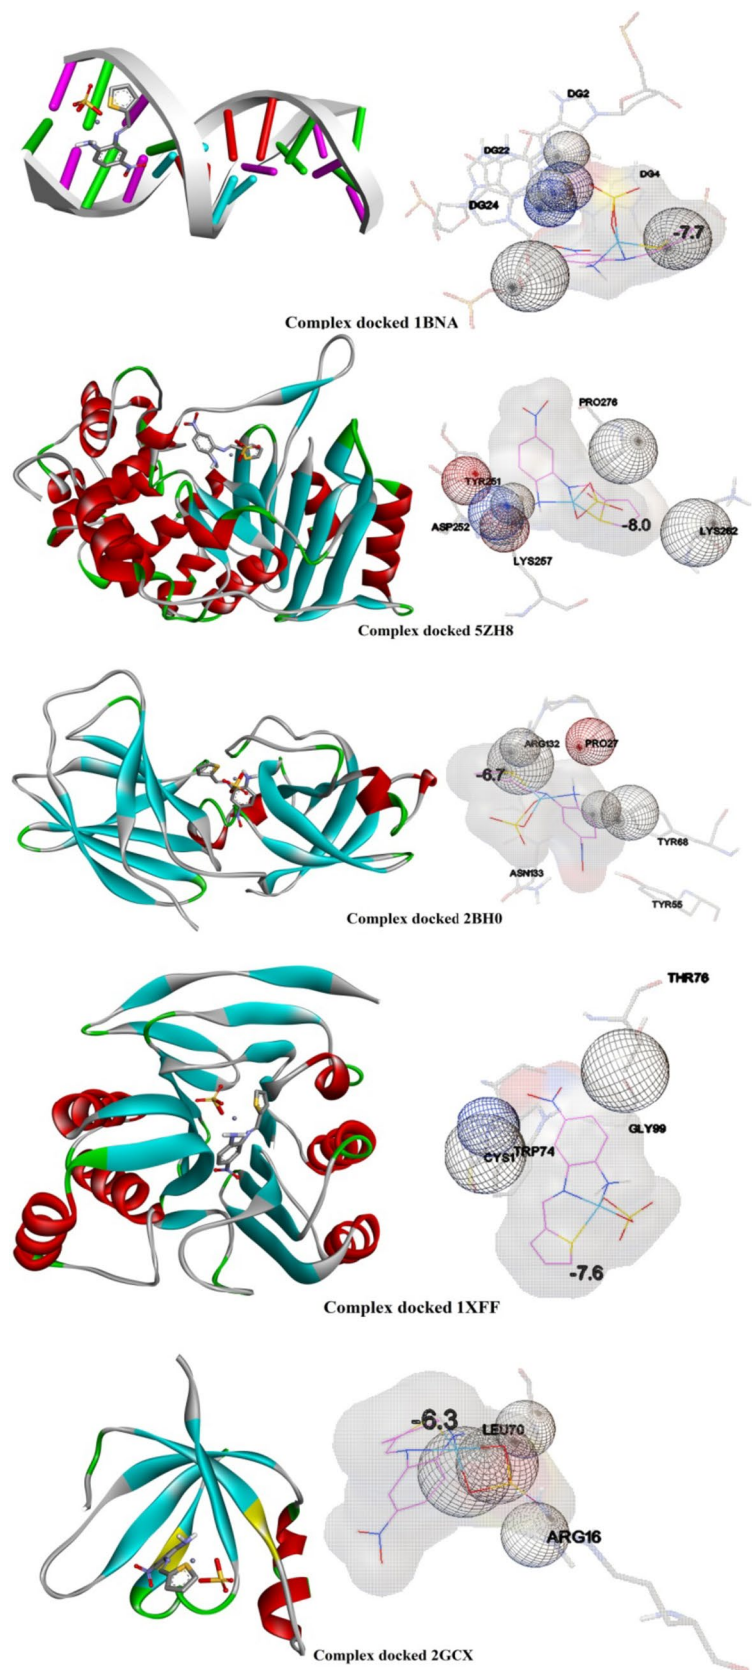 DG2
DG22
DG4
DG24
-7.7
Complex docked 1BNA
PRO276
TYR251
-8.0
LYS262
ASP252
LYS257
Complex docked 5ZH8
ARG132
PRO27
-6.7
TYR68
ASN133
TYR55
Complex docked 2BH0
THR76
GLY99
CYS1
TRP74
-7.6
Complex docked 1XFF
-6.3
LEU70
ARG16
Complex docked 2GCX